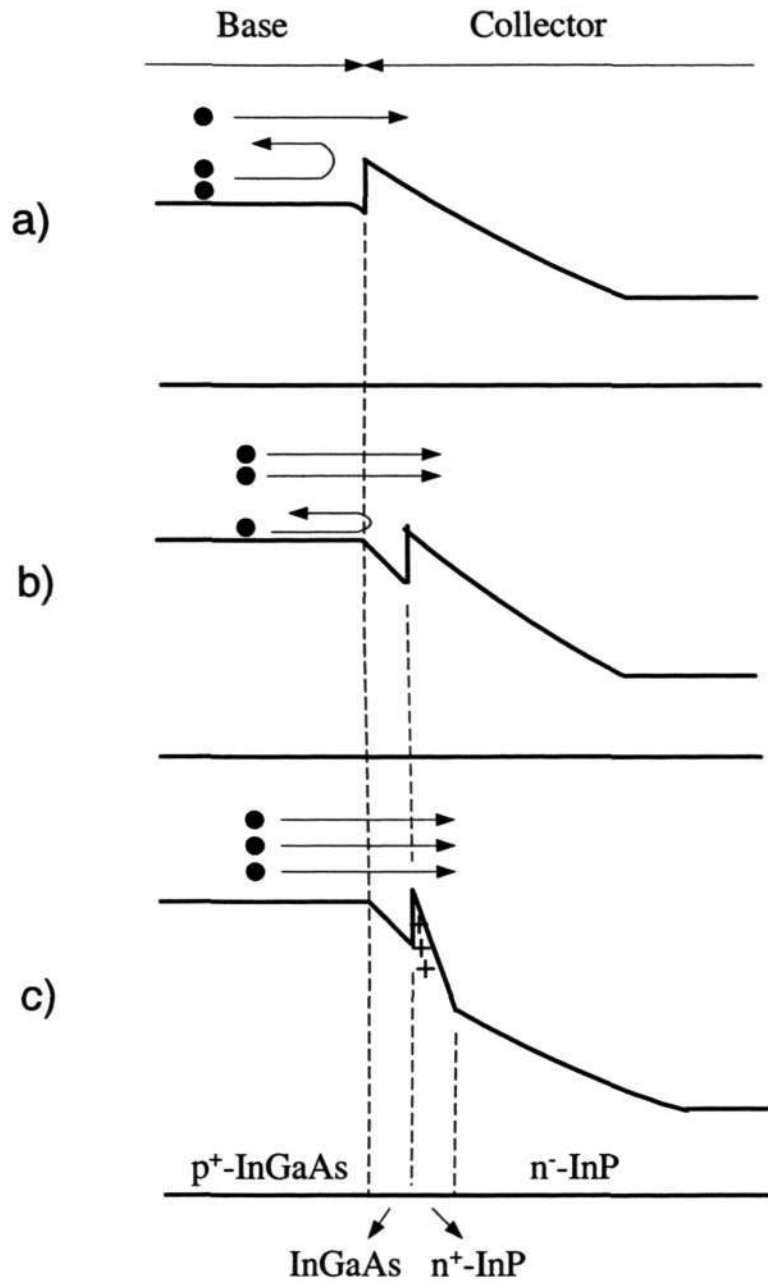 Base Collector
a)
b)
c)
+
+
+
p⁺-InGaAs n⁻-InP
InGaAs n⁺-InP